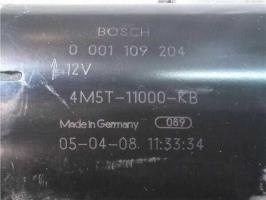 BOSCH
0 001 109 204
12V
4M5T-11000-KB
Made in Germany 089
05-04-08 11:33:34